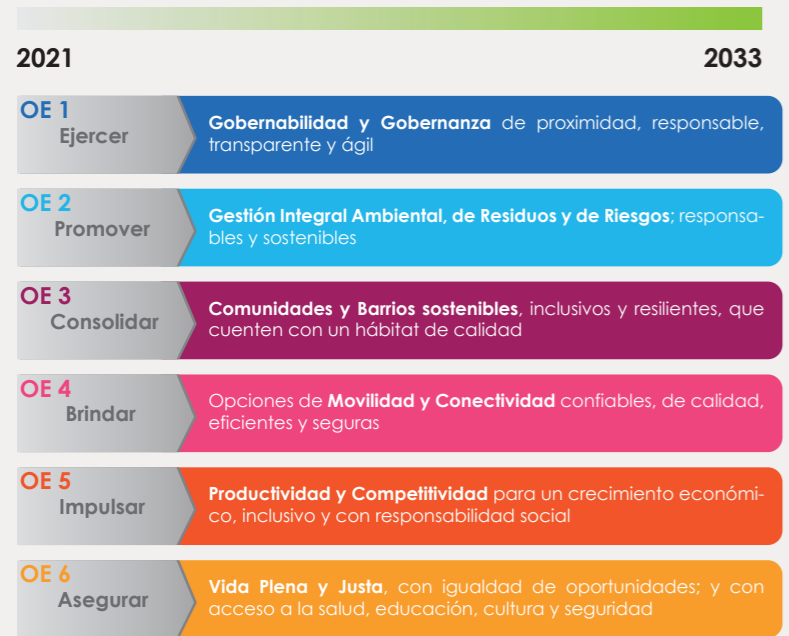 2021
2033
OE 1
Ejercer
Gobernabilidad y Gobernanza de proximidad, responsable,
transparente y ágil
OE 2
Promover
Gestión Integral Ambiental, de Residuos y de Riesgos; responsa-
bles y sostenibles
OE 3
Consolidar
Comunidades y Barrios sostenibles, inclusivos y resilientes, que
cuenten con un hábitat de calidad
OE 4
Brindar
Opciones de Movilidad y Conectividad confiables, de calidad,
eficientes y seguras
OE 5
Impulsar
Productividad y Competitividad para un crecimiento económi-
co, inclusivo y con responsabilidad social
OE 6
Asegurar
Vida Plena y Justa, con igualdad de oportunidades; y con
acceso a la salud, educación, cultura y seguridad